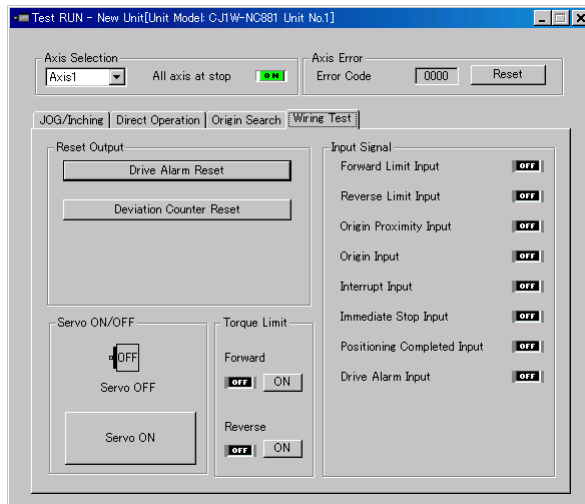 Test RUN - New Unit[Unit Model: CJ1W-NC881 Unit No.1]
Axis Selection
Axis1 All axis at stop ON
Axis Error
Error Code 0000 Reset
JOG/Inching Direct Operation Origin Search Wiring Test
Reset Output
Drive Alarm Reset
Deviation Counter Reset
Input Signal
Forward Limit Input OFF
Reverse Limit Input OFF
Origin Proximity Input OFF
Origin Input OFF
Interrupt Input OFF
Immediate Stop Input OFF
Positioning Completed Input OFF
Drive Alarm Input OFF
Servo ON/OFF
OFF
Servo OFF
Servo ON
Torque Limit
Forward
OFF ON
Reverse
OFF ON